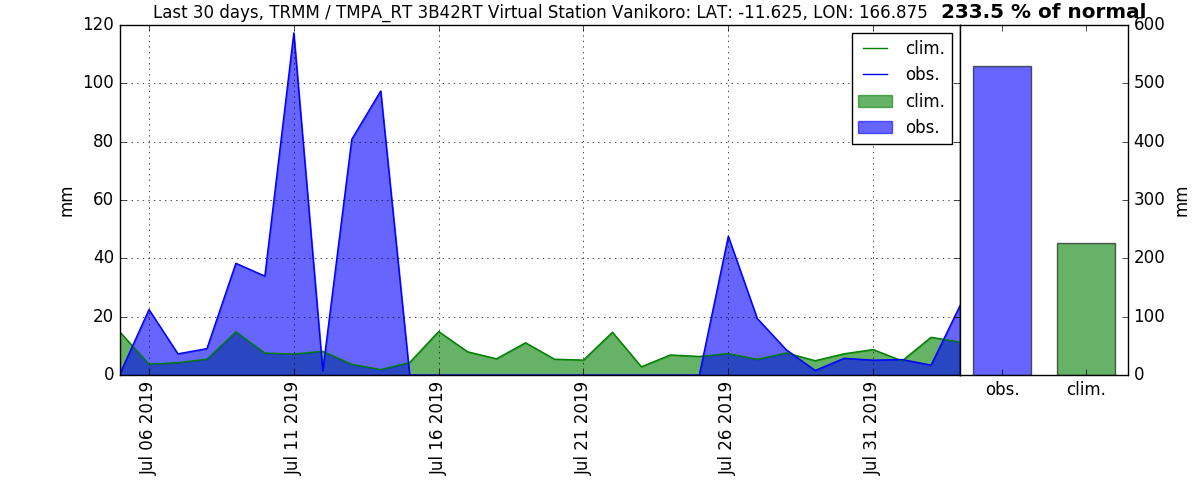 Last 30 days, TRMM / TMPA_RT 3B42RT Virtual Station Vanikoro: LAT: -11.625, LON: 166.875 233.5 % of normal
120
100
80
60
40
20
0
mm
clim.
obs.
clim.
obs.
600
500
400
300
200
100
0
mm
Jul 06 2019
Jul 11 2019
Jul 16 2019
Jul 21 2019
Jul 26 2019
Jul 31 2019
obs.
clim.